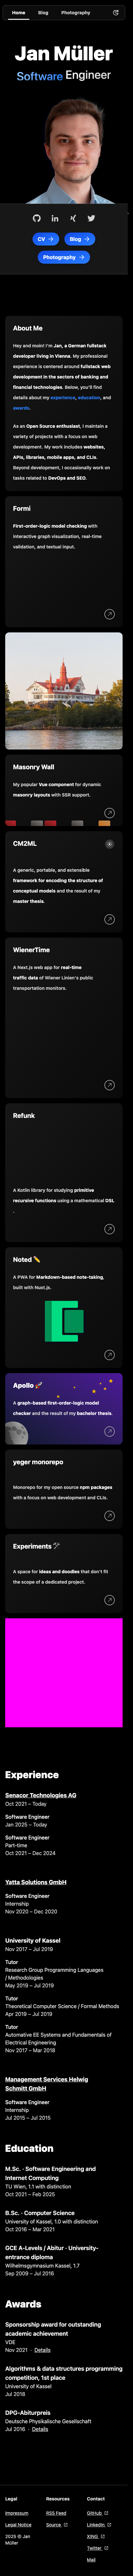 Home Blog Photography
Jan Müller
Software Engineer
CV → Blog →
Photography →
About Me
Hey and moin! I'm Jan, a German fullstack
developer living in Vienna. My professional
experience is centered around fullstack web
development in the sectors of banking and
financial technologies. Below, you'll find
details about my experience, education, and
awards.
As an Open Source enthusiast, I maintain a
variety of projects with a focus on web
development. My work includes websites,
APIs, libraries, mobile apps, and CLIs.
Beyond development, I occasionally work on
tasks related to DevOps and SEO.
Formi
First-order-logic model checking with
interactive graph visualization, real-time
validation, and textual input.
Masonry Wall
My popular Vue component for dynamic
masonry layouts with SSR support.
CM2ML
A generic, portable, and extensible
framework for encoding the structure of
conceptual models and the result of my
master thesis.
WienerTime
A Next.js web app for real-time
traffic data of Wiener Linien's public
transportation monitors.
Refunk
A Kotlin library for studying primitive
recursive functions using a mathematical DSL
.
Noted ✏️
A PWA for Markdown-based note-taking,
built with Nuxt.js.
Apollo 🚀
A graph-based first-order-logic model
checker and the result of my bachelor thesis.
yeger monorepo
Monorepo for my open source npm packages
with a focus on web development and CLIs.
Experiments
A space for ideas and doodles that don't fit
the scope of a dedicated project.
Experience
Senacor Technologies AG
Oct 2021 – Today
Software Engineer
Jan 2025 – Today
Software Engineer
Part-time
Oct 2021 – Dec 2024
Yatta Solutions GmbH
Software Engineer
Internship
Nov 2020 – Dec 2020
University of Kassel
Nov 2017 – Jul 2019
Tutor
Research Group Programming Languages
/ Methodologies
May 2019 – Jul 2019
Tutor
Theoretical Computer Science / Formal Methods
Apr 2019 – Jul 2019
Tutor
Automative EE Systems and Fundamentals of
Electrical Engineering
Nov 2017 – Mar 2018
Management Services Helwig
Schmitt GmbH
Software Engineer
Internship
Jul 2015 – Jul 2015
Education
M.Sc. · Software Engineering and
Internet Computing
TU Wien, 1.1 with distinction
Oct 2021 – Feb 2025
B.Sc. · Computer Science
University of Kassel, 1.0 with distinction
Oct 2016 – Mar 2021
GCE A-Levels / Abitur · University-
entrance diploma
Wilhelmsgymnasium Kassel, 1.7
Sep 2009 – Jul 2016
Awards
Sponsorship award for outstanding
academic achievement
VDE
Nov 2021 · Details
Algorithms & data structures programming
competition, 1st place
University of Kassel
Jul 2018
DPG-Abiturpreis
Deutsche Physikalische Gesellschaft
Jul 2016 · Details
Legal Resources Contact
Impressum RSS Feed GitHub
Legal Notice Source LinkedIn
2025 © Jan XING
Müller
Twitter
Mail